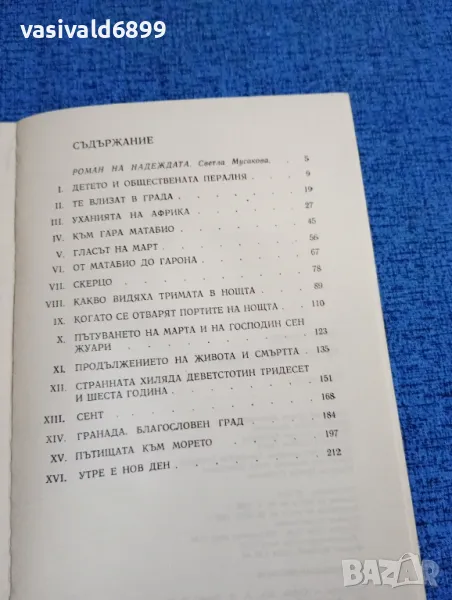 vasivald6899
СЪДЪРЖАНИЕ
РОМАН НА НАДЕЖДАТА. Светла Мусакова. . 5
I. ДЕТЕТО И ОБЩЕСТВЕНАТА ПЕРАЛНЯ . . 9
II. ТЕ ВЛИЗАТ В ГРАДА . . . . . 19
III. УХАНИЯТА НА АФРИКА . . . . . 27
IV. КЪМ ГАРА МАТАБИО . . . . . 45
V. ГЛАСЪТ НА МАРТ . . . . . 56
VI. ОТ МАТАБИО ДО ГАРОНА . . . . . 67
VII. СКЕРЦО . . . . . . . 78
VIII. КАКВО ВИДЯХА ТРИМАТА В НОЩТА . . 89
IX. КОГАТО СЕ ОТВАРЯТ ПОРТИТЕ НА НОЩТА . 110
X. ПЪТУВАНЕТО НА МАРТА И НА ГОСПОДИН СЕН
ЖУАРИ . . . . . . . 123
XI. ПРОДЪЛЖЕНИЕТО НА ЖИВОТА И СМЪРТТА . 135
XII. СТРАННАТА ХИЛЯДА ДЕВЕТСТОТИН ТРИДЕСЕТ
И ШЕСТА ГОДИНА . . . . . 151
XIII. СЕНТ . . . . . . . 168
XIV. ГРАНАДА, БЛАГОСЛОВЕН ГРАД . . . 184
XV. ПЪТИЩАТА КЪМ МОРЕТО . . . . 197
XVI. УТРЕ Е НОВ ДЕН . . . . . 212
BAZAR.bg